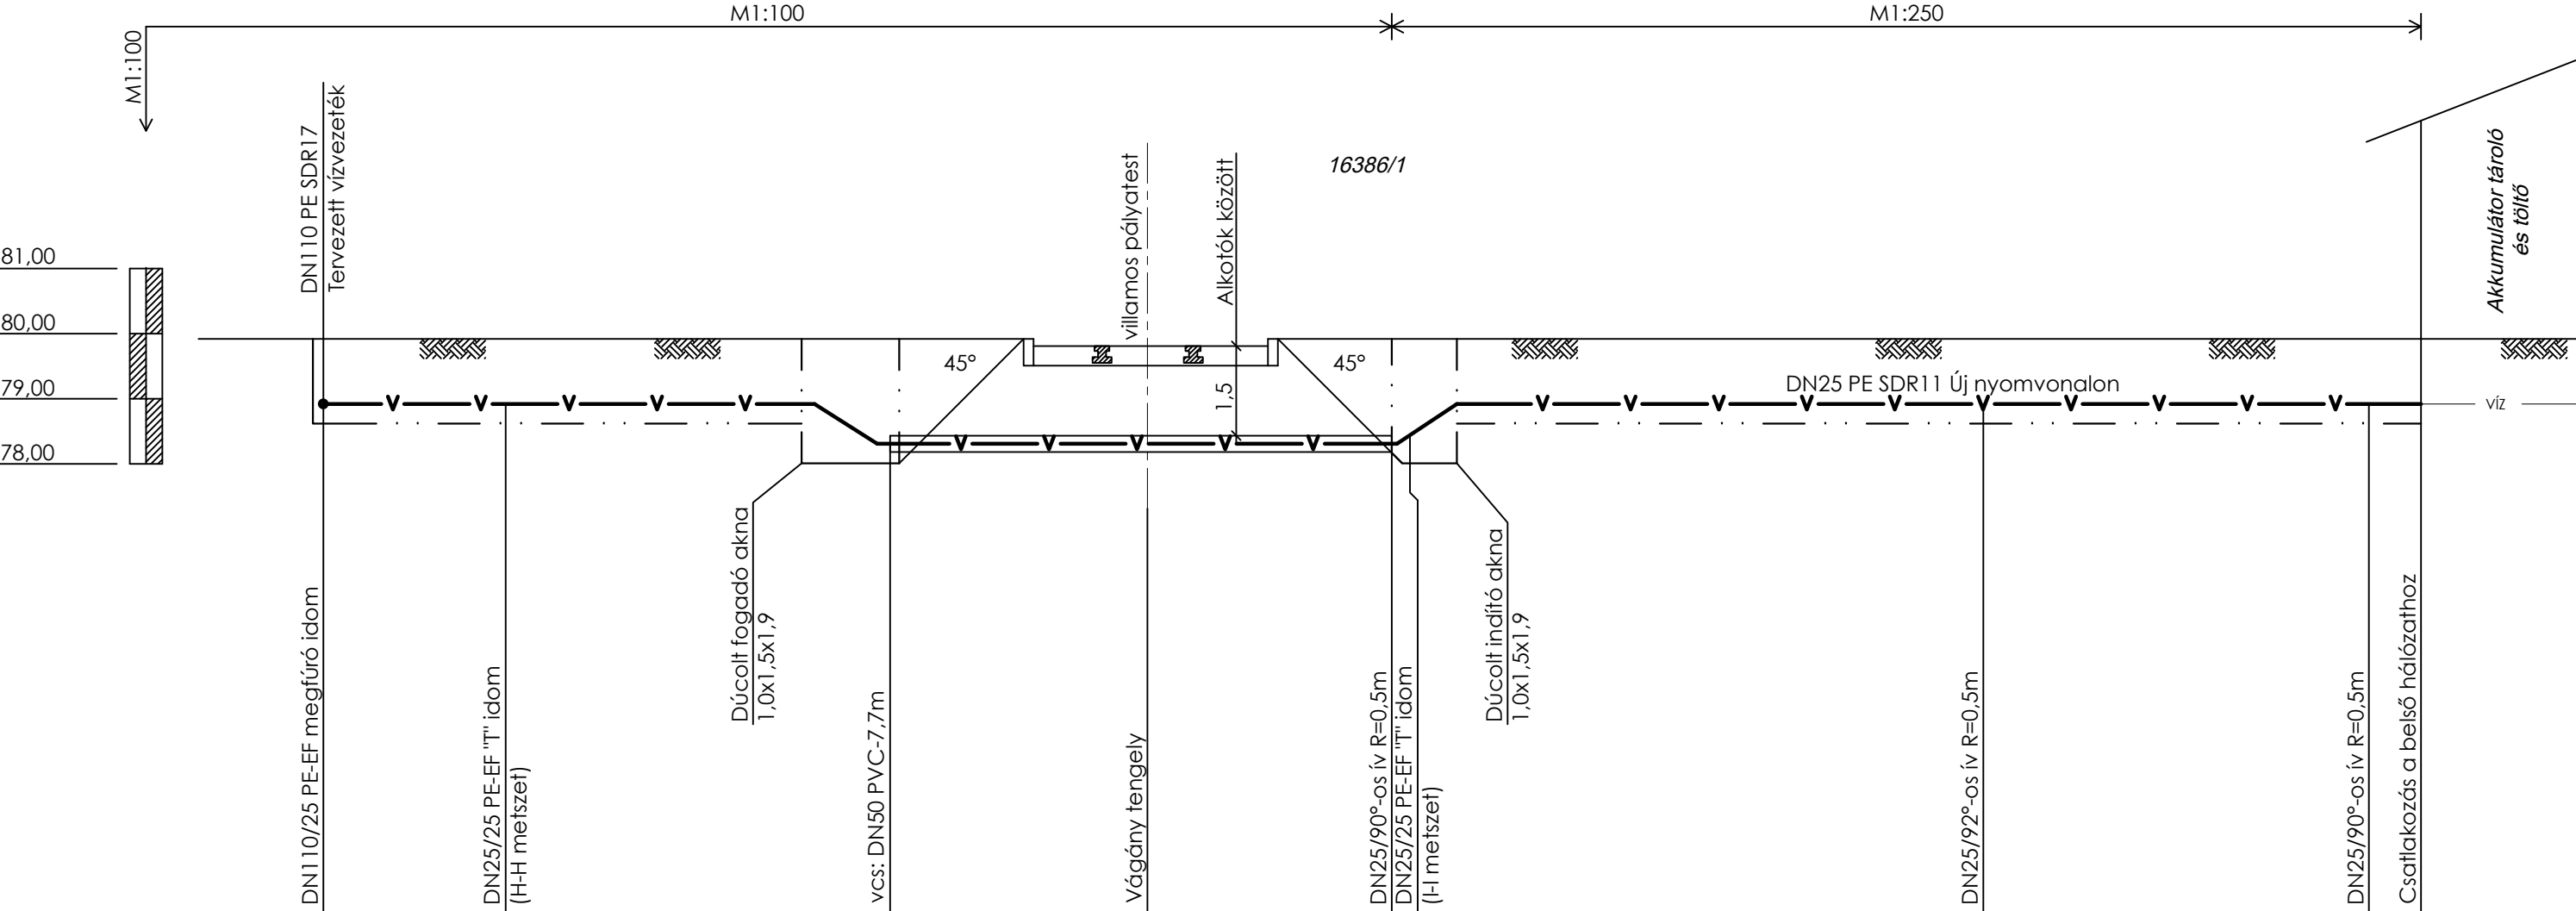 M1:100
M1:250
M1:100
DN110 PE SDR17
Tervezett vízvezeték
villamos pályatest
Alkotók között
16386/1
Akkumulátor tároló
és töltő
81,00
80,00
79,00
78,00
45°
45°
1,5
DN25 PE SDR11 Új nyomvonalon
V V V V V V V V V V V V V V V V V V V V
VÍZ
DN110/25 PE-EF megfúró idom
DN25/25 PE-EF "T" idom
(H-H metszet)
Dúcolt fogadó akna
1,0x1,5x1,9
vcs: DN50 PVC-7,7m
Vágány tengely
DN25/90°-os ív R=0,5m
DN25/25 PE-EF "T" idom
(I-I metszet)
Dúcolt indító akna
1,0x1,5x1,9
DN25/92°-os ív R=0,5m
DN25/90°-os ív R=0,5m
Csatlakozás a belső hálózathoz